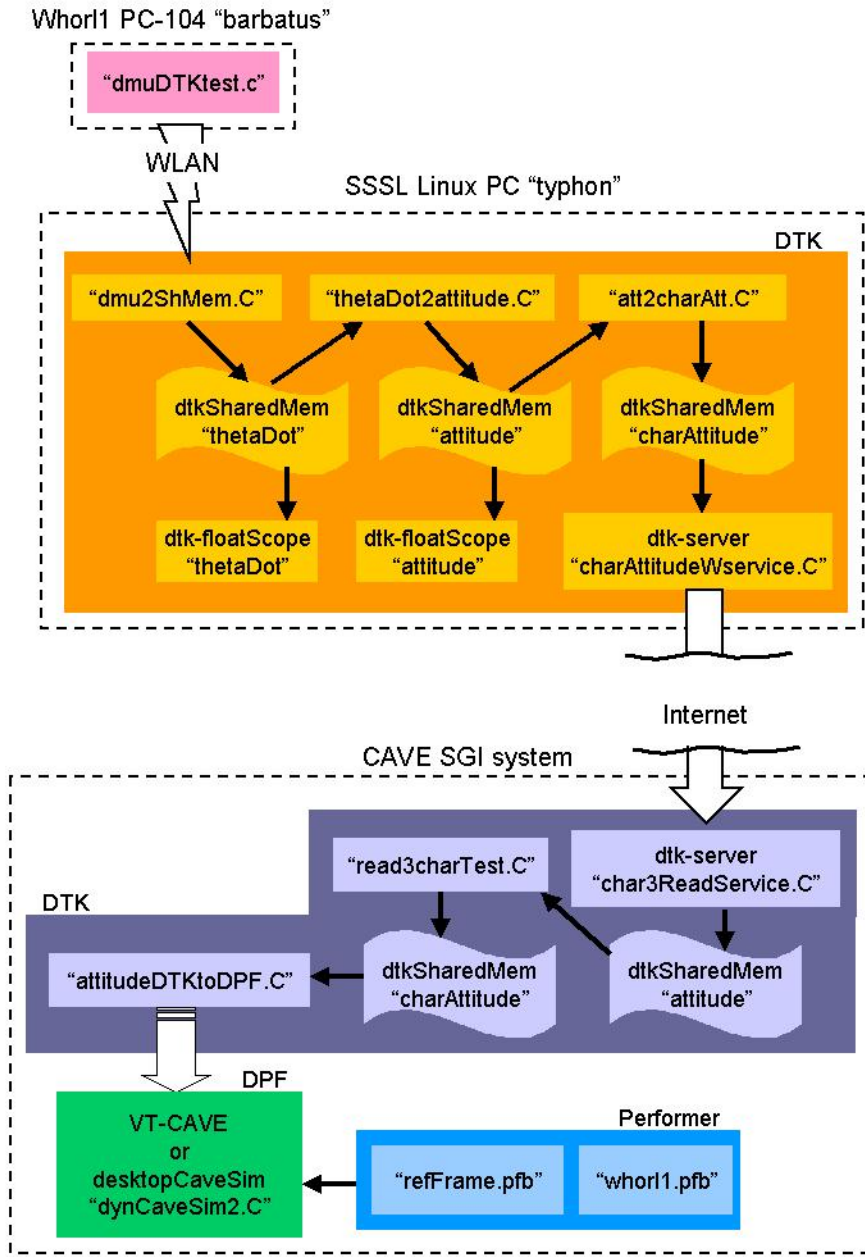 Whorl1 PC-104 “barbatus”
“dmuDTKtest.c”
WLAN
SSSL Linux PC “typhon”
DTK
“dmu2ShMem.C”
“thetaDot2attitude.C”
“att2charAtt.C”
dtkSharedMem
“thetaDot”
dtkSharedMem
“attitude”
dtkSharedMem
“charAttitude”
dtk-floatScope
“thetaDot”
dtk-floatScope
“attitude”
dtk-server
“charAttitudeWservice.C”
Internet
CAVE SGI system
“read3charTest.C”
dtk-server
“char3ReadService.C”
DTK
“attitudeDTKtoDPF.C”
dtkSharedMem
“charAttitude”
dtkSharedMem
“attitude”
DPF
VT-CAVE
or
desktopCaveSim
“dynCaveSim2.C”
Performer
“refFrame.pfb”
“whorl1.pfb”